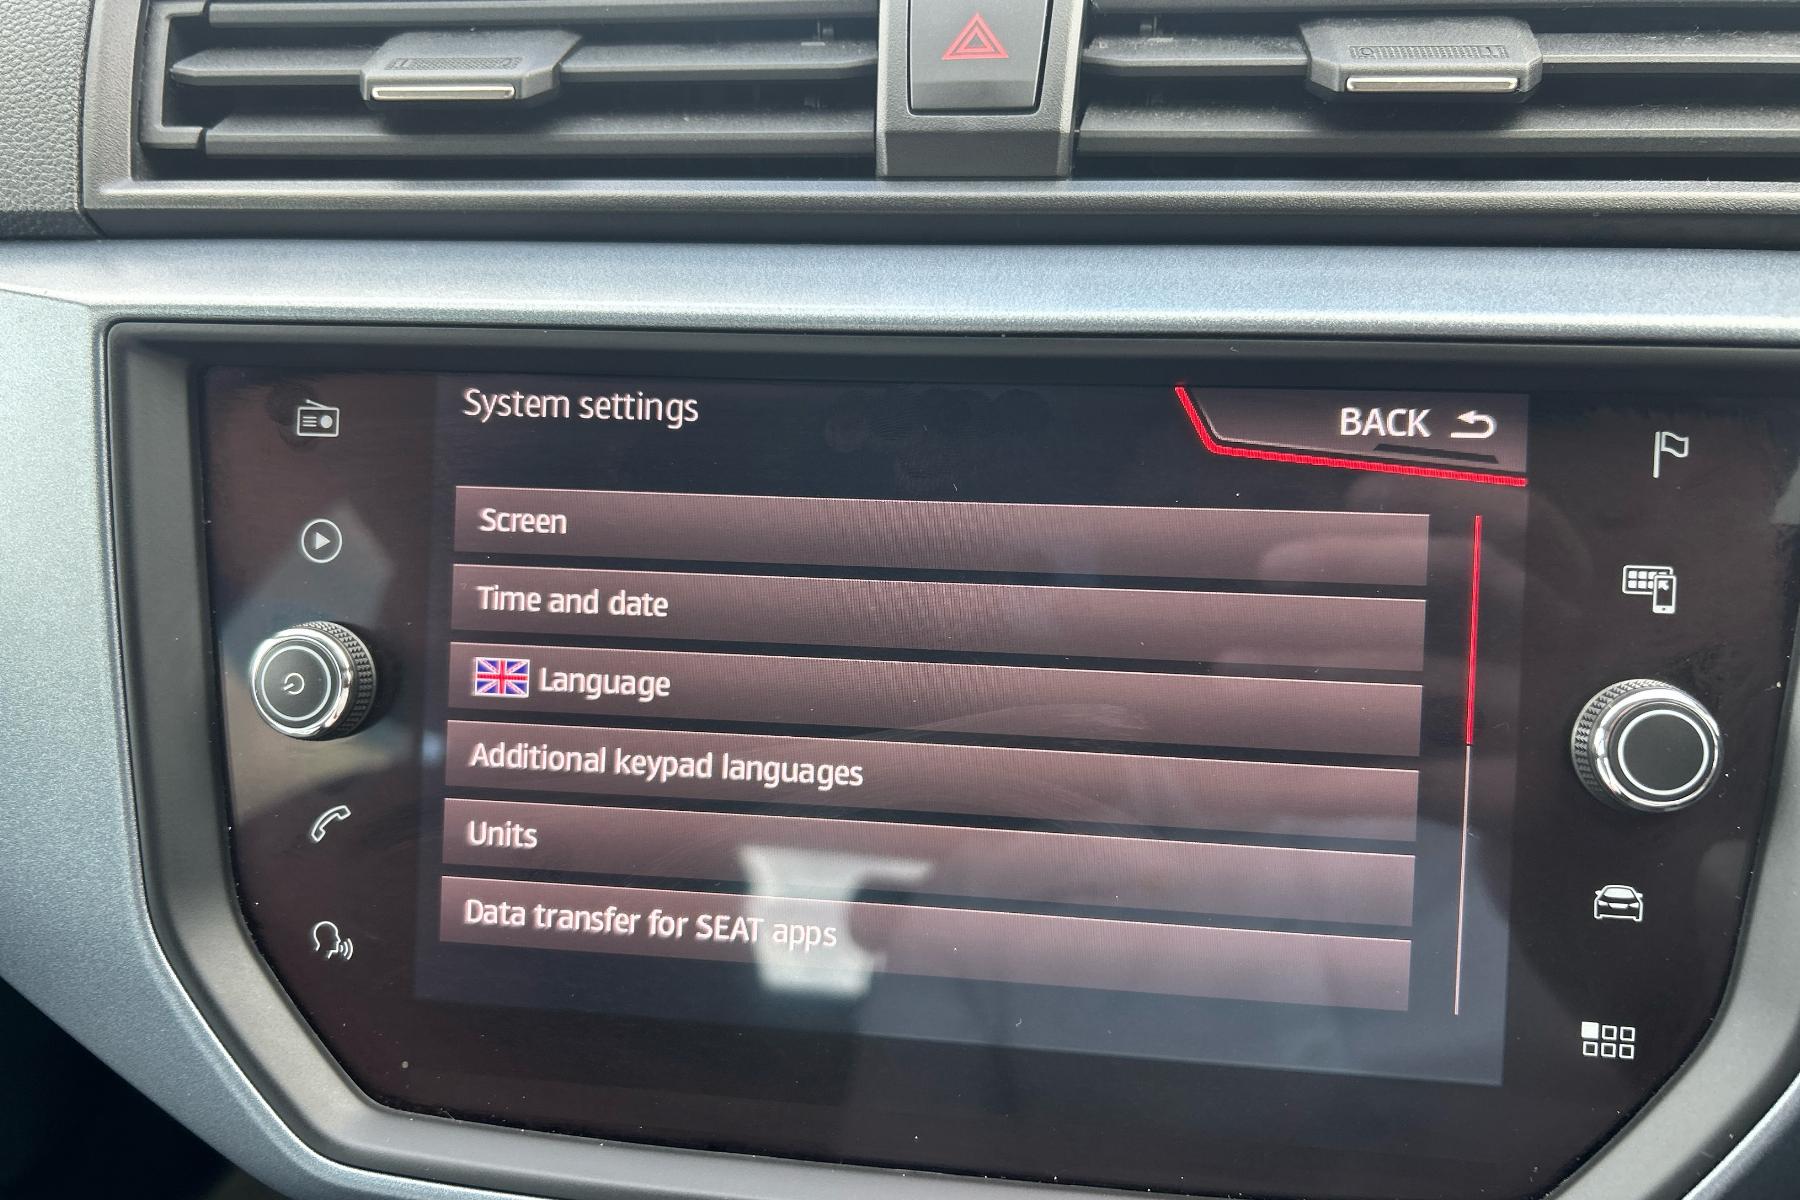 System settings
BACK
Screen
Time and date
Language
Additional keypad languages
Units
Data transfer for SEAT apps